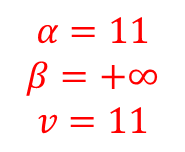 α = 11
β = +∞
v = 11